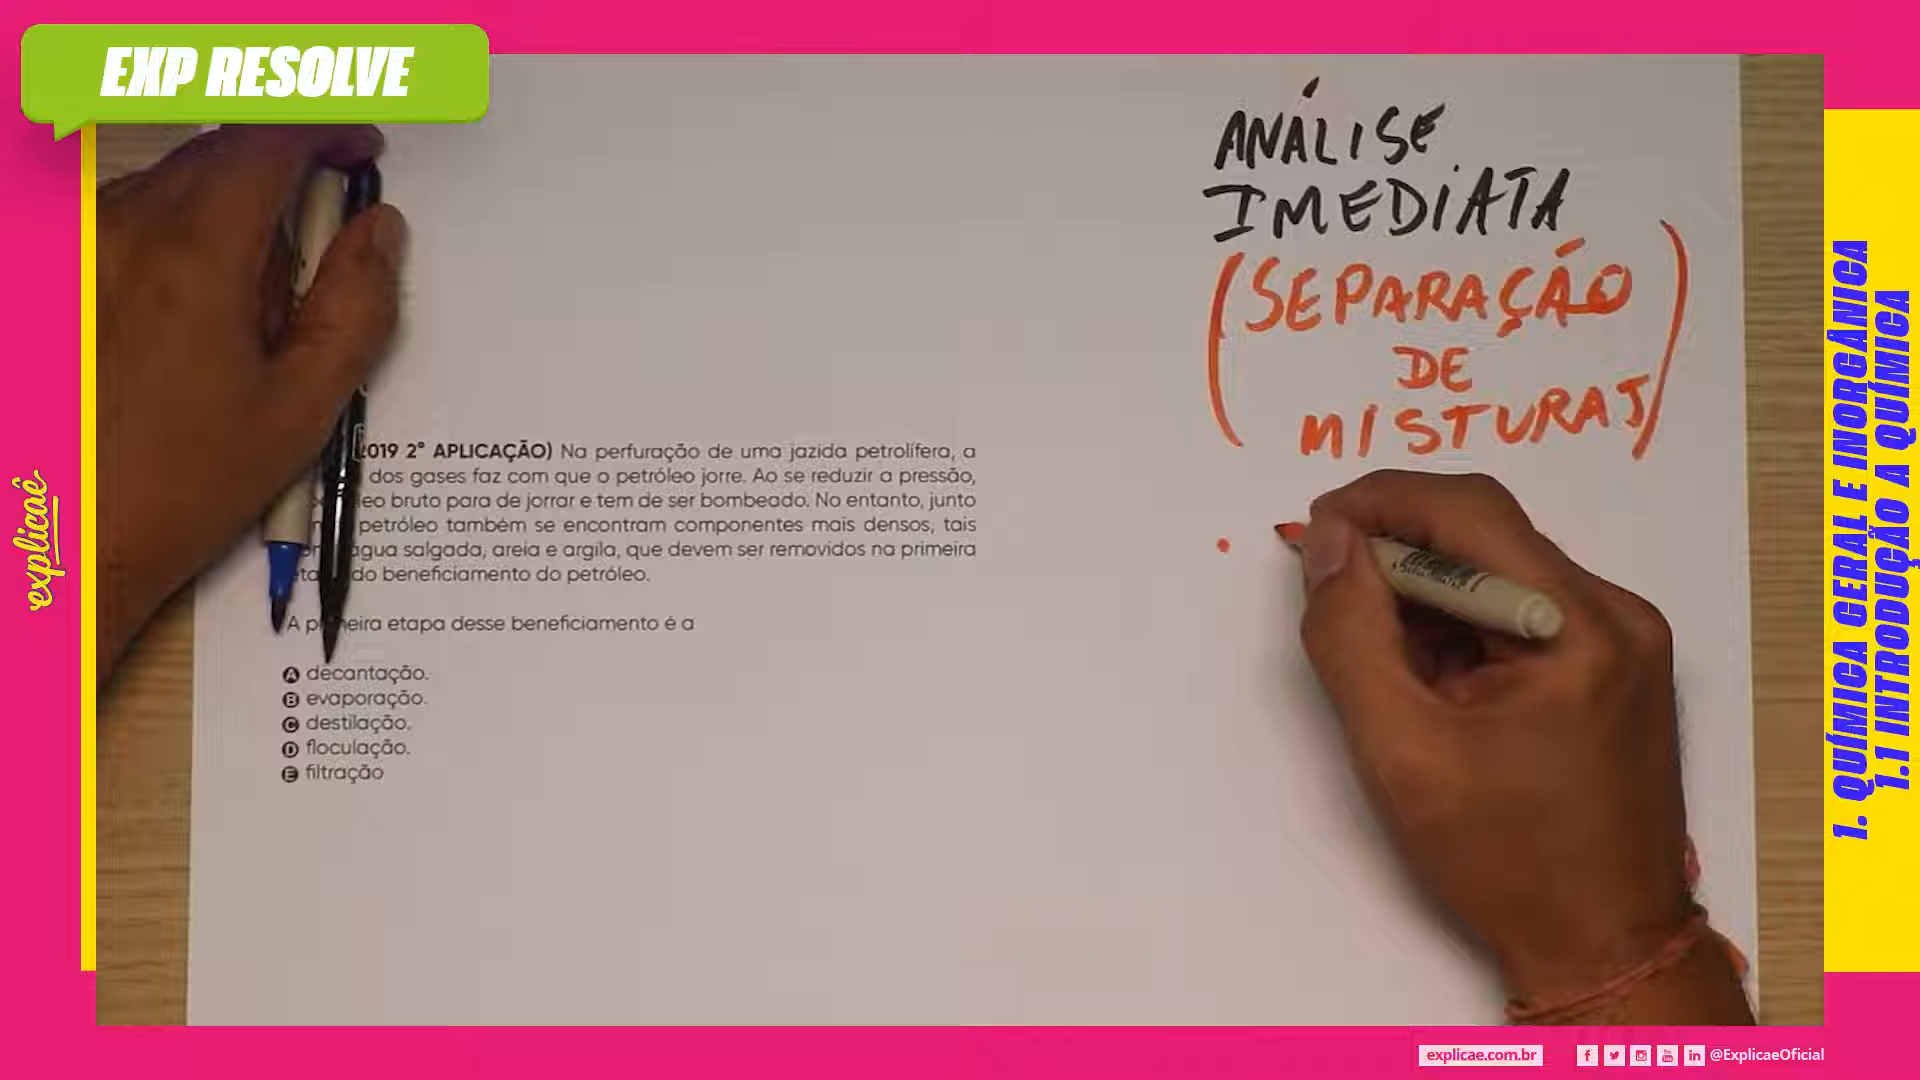 EXP RESOLVE
ANÁLISE
IMEDIATA
(SEPARAÇÃO
DE
MISTURAS)
2019 2° APLICAÇÃO) Na perfuração de uma jazida petrolífera, a
dos gases faz com que o petróleo jorre. Ao se reduzir a pressão,
bruto para de jorrar e tem de ser bombeado. No entanto, junto
petróleo também se encontram componentes mais densos, tais
água salgada, areia e argila, que devem ser removidos na primeira
do beneficiamento do petróleo.
A primeira etapa desse beneficiamento é a
A decantação.
B evaporação.
C destilação.
D floculação.
E filtração
explicaê
1. QUÍMICA GERAL E INORGÂNICA
1.1 INTRODUÇÃO A QUÍMICA
explicae.com.br
@ExplicaeOficial